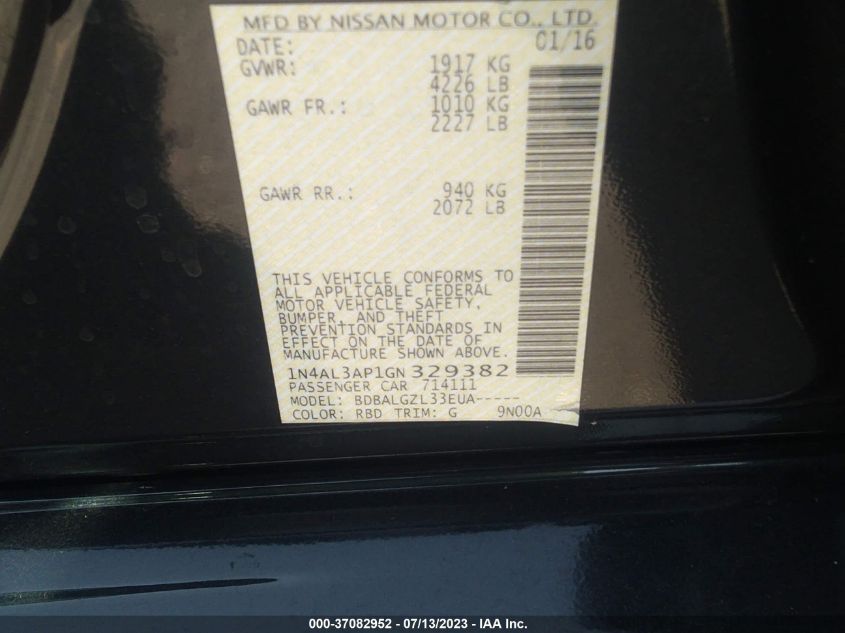 MFD BY NISSAN MOTOR CO., LTD.
DATE: 01/16
GVWR: 1917 KG
4226 LB
GAWR FR.: 1010 KG
2227 LB
GAWR RR.: 940 KG
2072 LB
THIS VEHICLE CONFORMS TO
ALL APPLICABLE FEDERAL
MOTOR VEHICLE SAFETY,
BUMPER, AND THEFT
PREVENTION STANDARDS IN
EFFECT ON THE DATE OF
MANUFACTURE SHOWN ABOVE.
1N4AL3AP1GN 329382
PASSENGER CAR 714111
MODEL: BDBALGZL33EUA-----
COLOR: RBD TRIM: G 9N00A
000-37082952 - 07/13/2023 - IAA Inc.